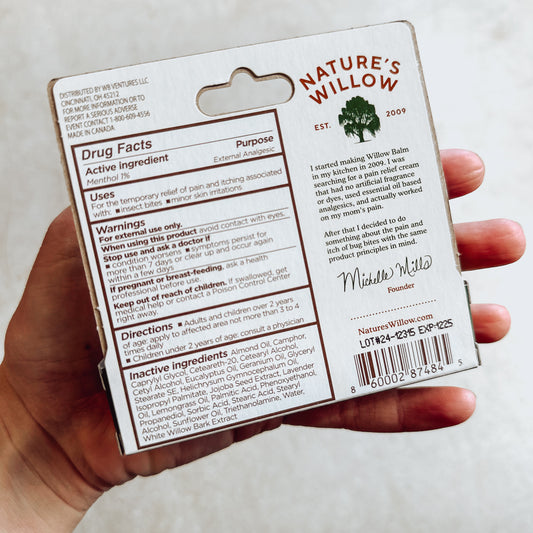 DISTRIBUTED BY WB VENTURES LLC
CINCINNATI, OH 45212
FOR MORE INFORMATION OR TO
REPORT A SERIOUS ADVERSE
EVENT CONTACT 1-800-609-4556
MADE IN CANADA
Drug Facts
Active ingredient Purpose
Menthol 1% External Analgesic
Uses
For the temporary relief of pain and itching associated
with: ▪ insect bites ▪ minor skin irritations
Warnings
For external use only.
When using this product avoid contact with eyes.
Stop use and ask a doctor if
▪ condition worsens ▪ symptoms persist for
more than 7 days or clear up and occur again
within a few days
If pregnant or breast-feeding, ask a health
professional before use.
Keep out of reach of children. If swallowed, get
medical help or contact a Poison Control Center
right away.
Directions ▪ Adults and children over 2 years
of age: apply to affected area not more than 3 to 4
times daily
▪ Children under 2 years of age: consult a physician
Inactive ingredients Almond Oil, Camphor,
Caprylyl Glycol, Ceteareth-20, Cetearyl Alcohol,
Cetyl Alcohol, Eucalyptus Oil, Geranium Oil, Glyceryl
Stearate SE, Helichrysum Gymnocephalum Oil,
Isopropyl Palmitate, Jojoba Seed Extract, Lavender
Oil, Lemongrass Oil, Palmitic Acid, Phenoxyethanol,
Propanediol, Sorbic Acid, Stearic Acid, Stearyl
Alcohol, Sunflower Oil, Triethanolamine, Water,
White Willow Bark Extract
NATURE'S
WILLOW
EST. 2009
I started making Willow Balm
in my kitchen in 2009. I was
searching for a pain relief cream
that had no artificial fragrance
or dyes, used essential oil based
analgesics, and actually worked
on my mom's pain.
After that I decided to do
something about the pain and
itch of bug bites with the same
product principles in mind.
Michelle Mills
Founder
NaturesWillow.com
LOT#24-12315 EXP:1225
8 60002 87484 5